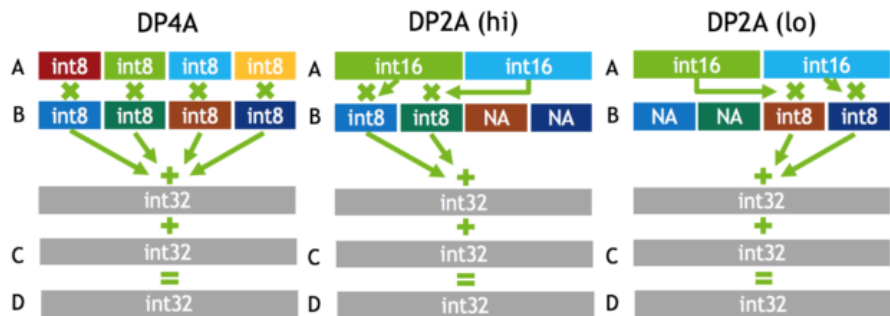 DP4A DP2A (hi) DP2A (lo)
A int8 int8 int8 int8 A int16 int16 A int16 int16
B int8 int8 int8 int8 B int8 int8 NA NA B NA NA int8 int8
int32 int32 int32
C int32 C int32 C int32
D int32 D int32 D int32